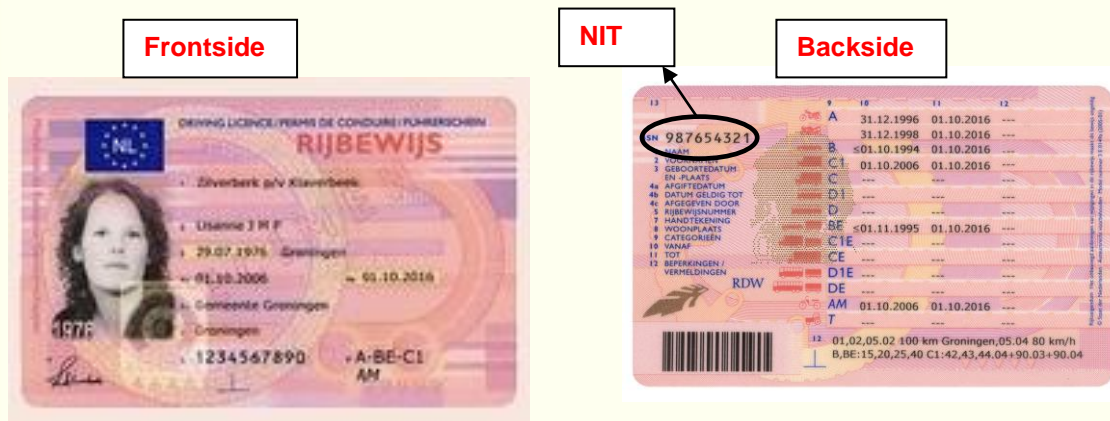 Frontside
NIT
Backside
NL
DRIVING LICENCE/PERMIS DE CONDUIRE/FÜHRERSCHEIN
RIJBEWIJS
Zilverberk p/v Klaverbeek
Lisanne J M F
29.07.1976 Groningen
01.10.2006 01.10.2016
Gemeente Groningen
Groningen
1976
1234567890 A-BE-C1
AM
13 9 10 11 12
A 31.12.1996 01.10.2016 ---
31.12.1998 01.10.2016 ---
SN 987654321
B ≤01.10.1994 01.10.2016 ---
C1 01.10.2006 01.10.2016 ---
C --- --- ---
D1 --- --- ---
D --- --- ---
BE ≤01.11.1995 01.10.2016 ---
C1E --- --- ---
CE --- --- ---
D1E --- --- ---
DE --- --- ---
AM 01.10.2006 01.10.2016 ---
T --- --- ---
NAAM
2 VOORNAMEN
3 GEBOORTEDATUM
EN -PLAATS
4a AFGIFTEDATUM
4b DATUM GELDIG TOT
4c AFGEGEVEN DOOR
5 RIJBEWIJSNUMMER
7 HANDTEKENING
8 WOONPLAATS
9 CATEGORIEËN
10 VANAF
11 TOT
12 BEPERKINGEN /
VERMELDINGEN
RDW
12 01,02,05.02 100 km Groningen,05.04 80 km/h
B,BE:15,20,25,40 C1:42,43,44.04+90.03+90.04